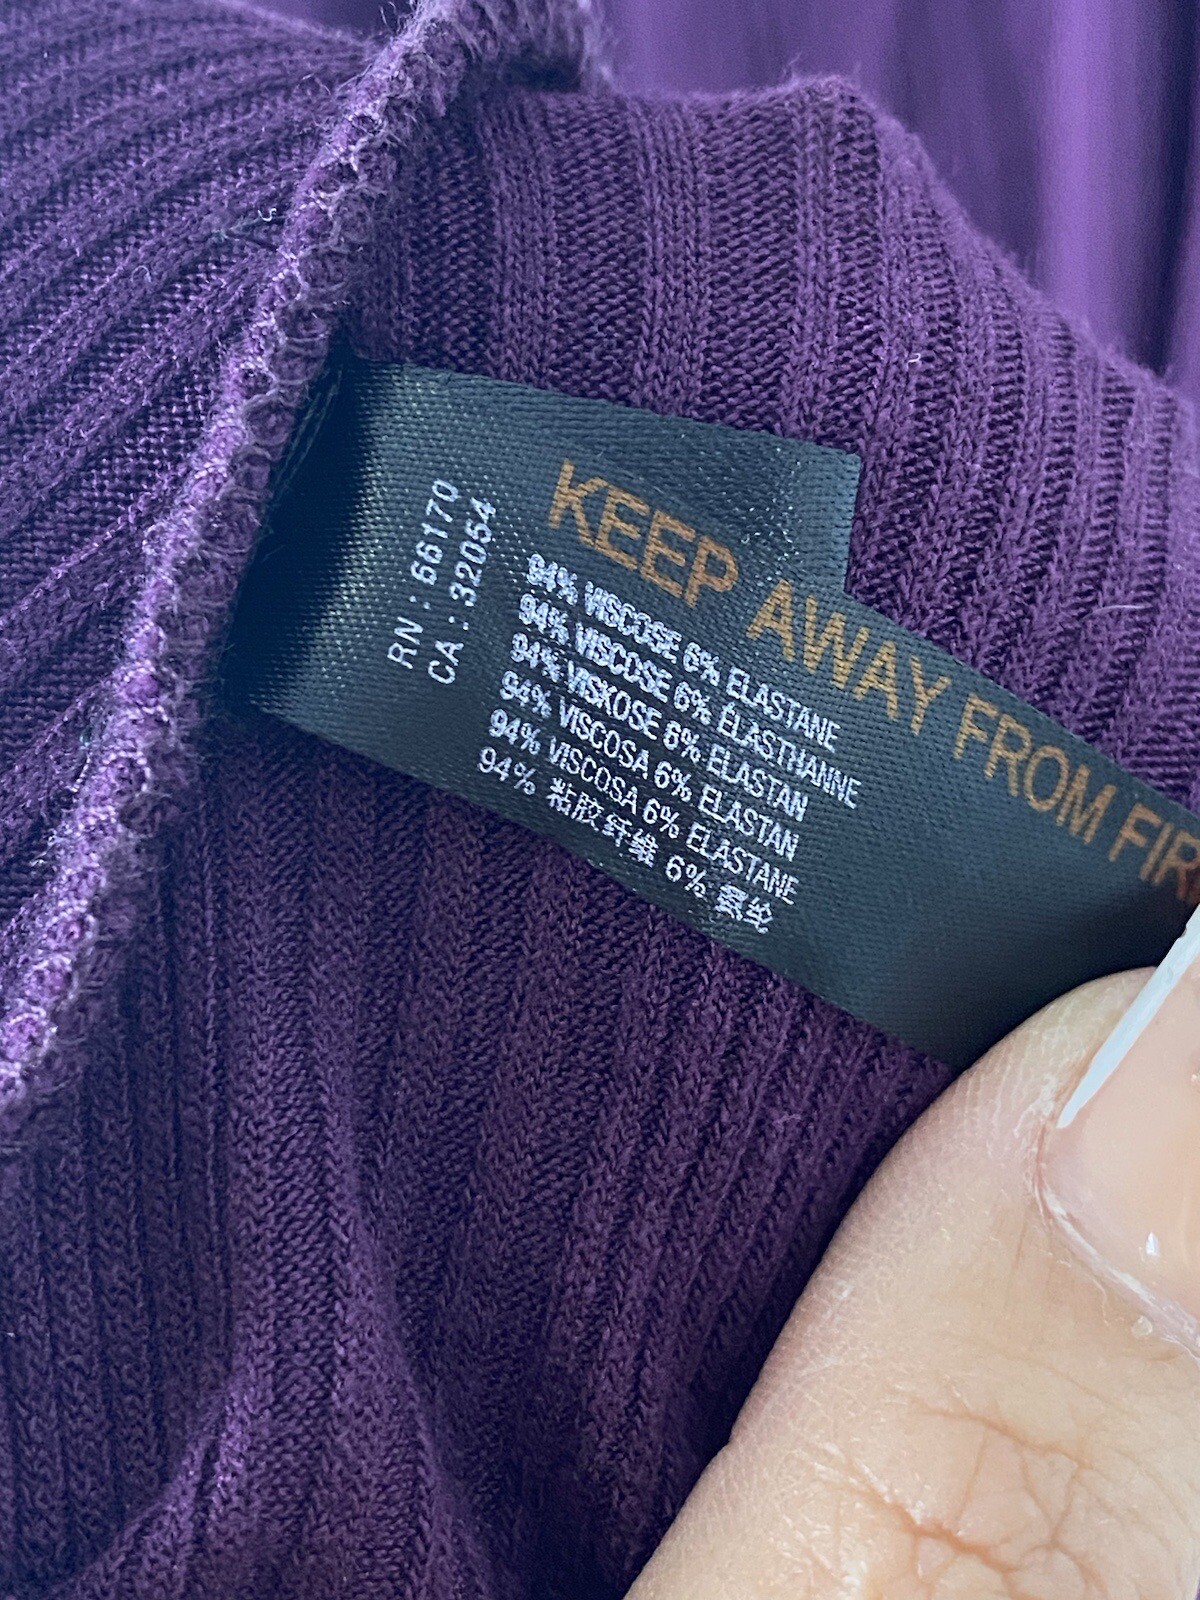 RN : 66170
CA : 32054
KEEP AWAY FROM FIR
94% VISCOSE 6% ELASTANE
94% VISCOSE 6% ÉLASTHANNE
94% VISKOSE 6% ELASTAN
94% VISCOSA 6% ELASTAN
94% VISCOSA 6% ELASTANE
94% 粘胶纤维 6% 氨纶